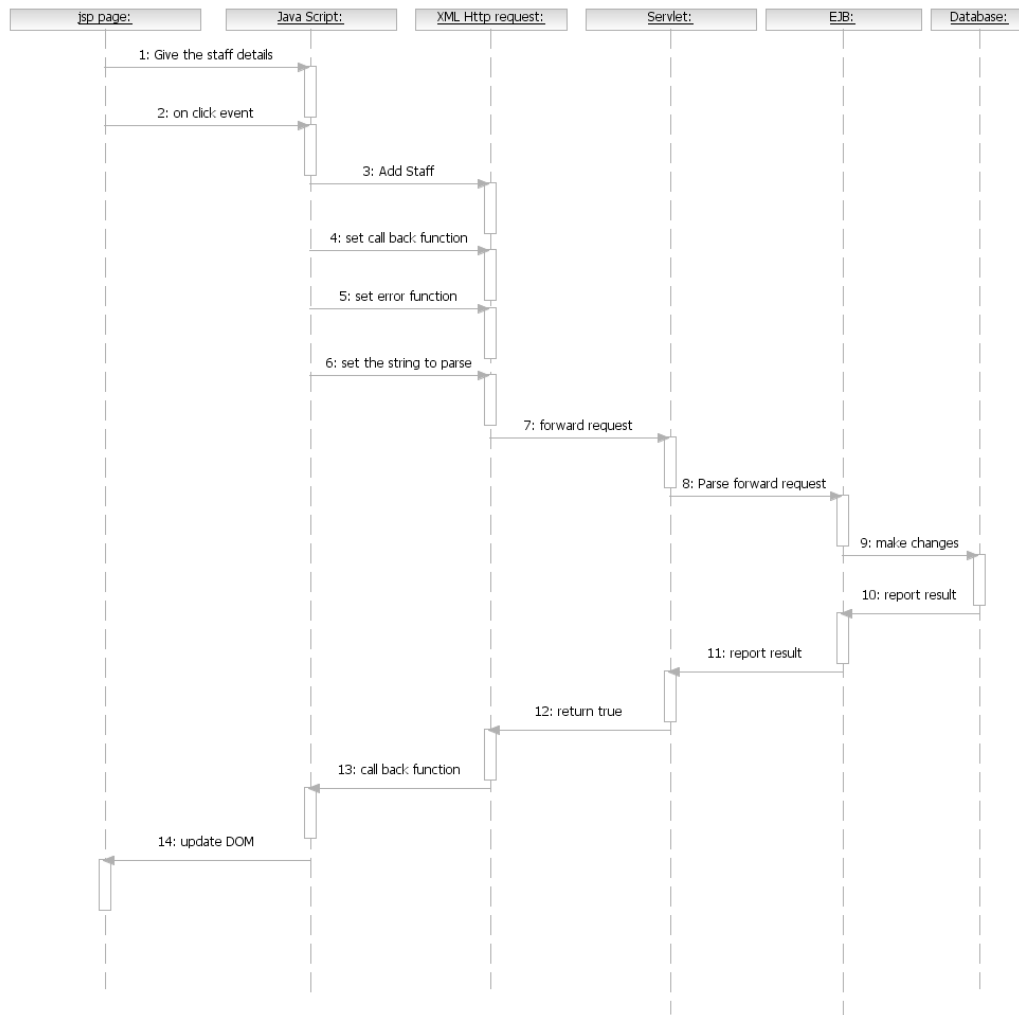 jsp page:
Java Script:
XML Http request:
Servlet:
EJB:
Database:
1: Give the staff details
2: on click event
3: Add Staff
4: set call back function
5: set error function
6: set the string to parse
7: forward request
8: Parse forward request
9: make changes
10: report result
11: report result
12: return true
13: call back function
14: update DOM